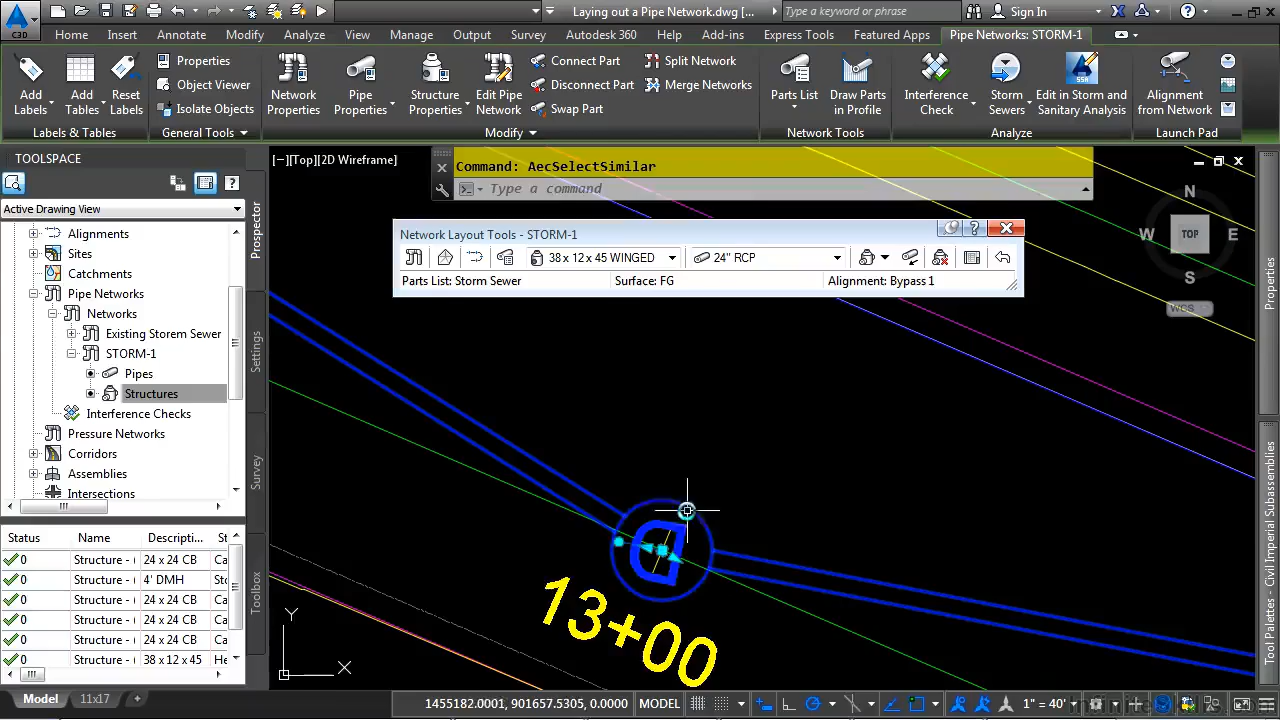 C3D
Laying out a Pipe Network.dwg [...
Type a keyword or phrase
Sign In
Home Insert Annotate Modify Analyze View Manage Output Survey Autodesk 360 Help Add-ins Express Tools Featured Apps Pipe Networks: STORM-1
Add Labels
Add Tables
Reset Labels
Properties
Object Viewer
Isolate Objects
Network Properties
Pipe Properties
Structure Properties
Edit Pipe Network
Connect Part
Disconnect Part
Swap Part
Split Network
Merge Networks
Parts List
Draw Parts in Profile
Interference Check
Storm Sewers
Edit in Storm and Sanitary Analysis
SSA
Alignment from Network
Labels & Tables General Tools Modify Network Tools Analyze Launch Pad
TOOLSPACE
Active Drawing View
Alignments
Sites
Catchments
Pipe Networks
Networks
Existing Storem Sewer
STORM-1
Pipes
Structures
Interference Checks
Pressure Networks
Corridors
Assemblies
Intersections
Prospector
Settings
Survey
Toolbox
Status Name Descripti... St
0 Structure - ( 24 x 24 CB Ca
0 Structure - ( 4' DMH Sto
0 Structure - ( 24 x 24 CB Ca
0 Structure - ( 24 x 24 CB Ca
0 Structure - ( 24 x 24 CB Ca
0 Structure - ( 38 x 12 x 45 He
[−][Top][2D Wireframe]
Command: AecSelectSimilar
Type a command
Network Layout Tools - STORM-1
38 x 12 x 45 WINGED
24" RCP
Parts List: Storm Sewer Surface: FG Alignment: Bypass 1
N
W TOP E
S
WCS
D
13+00
Y
X
Properties
Tool Palettes - Civil Imperial Subassemblies
Model 11x17
1455182.0001, 901657.5305, 0.0000 MODEL 1" = 40'